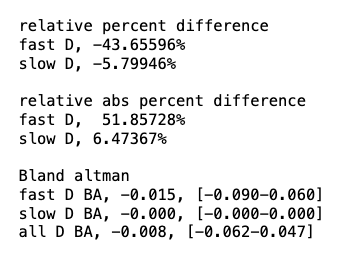 relative percent difference
fast D, -43.65596%
slow D, -5.79946%
relative abs percent difference
fast D,  51.85728%
slow D, 6.47367%
Bland altman
fast D BA, -0.015, [-0.090-0.060]
slow D BA, -0.000, [-0.000-0.000]
all D BA, -0.008, [-0.062-0.047]